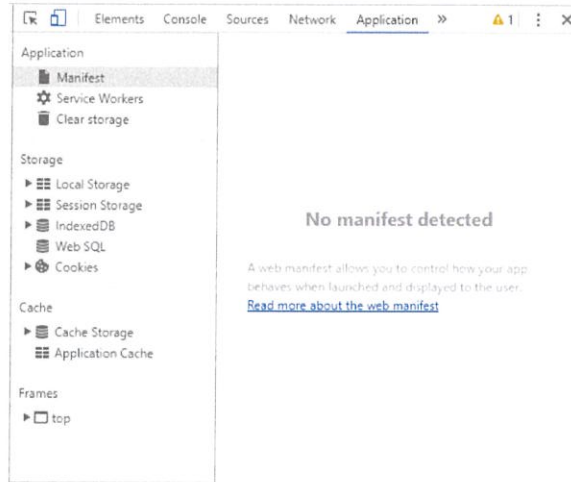 Elements Console Sources Network Application » 1
Application
Manifest
Service Workers
Clear storage
Storage
Local Storage
Session Storage
IndexedDB
Web SQL
Cookies
Cache
Cache Storage
Application Cache
Frames
top
No manifest detected
A web manifest allows you to control how your app
behaves when launched and displayed to the user.
Read more about the web manifest